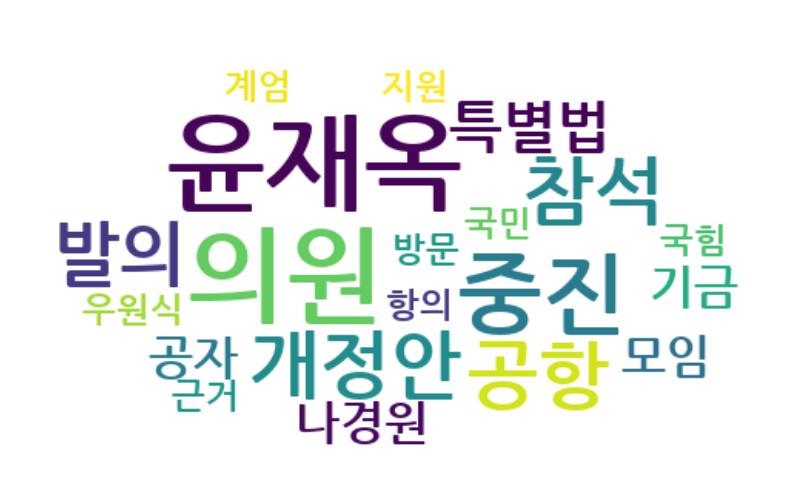 계엄 지원
윤재옥 특별법
참석
발의 의원 방문 국민 국힘
우원식 항의 중진 기금
공자 개정안 공항 모임
근거
나경원